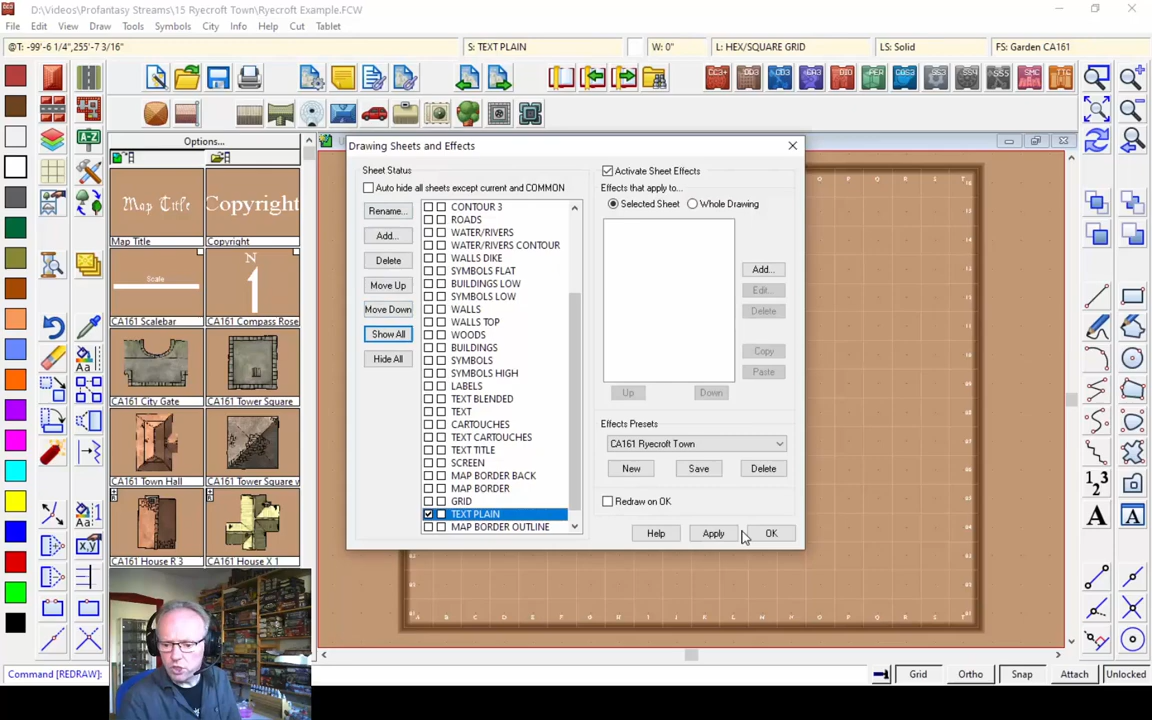 D:\Videos\Profantasy Streams\15 Ryecroft Town\Ryecroft Example.FCW
File Edit View Draw Tools Symbols City Info Help Cut Tablet
@T: -99'-6 1/4",255'-7 3/16"
S: TEXT PLAIN
W: 0"
L: HEX/SQUARE GRID
LS: Solid
FS: Garden CA161
Options...
Map Title
Copyright
Map Title
Copyright
Scale
N
CA161 Scalebar
CA161 Compass Rose
CA161 City Gate
CA161 Tower Square
CA161 Town Hall
CA161 Tower Square w
CA161 House R 3
CA161 House X 1
Drawing Sheets and Effects
Sheet Status
Auto hide all sheets except current and COMMON
Rename...
Add...
Delete
Move Up
Move Down
Show All
Hide All
CONTOUR 3
ROADS
WATER/RIVERS
WATER/RIVERS CONTOUR
WALLS DIKE
SYMBOLS FLAT
BUILDINGS LOW
SYMBOLS LOW
WALLS
WALLS TOP
WOODS
BUILDINGS
SYMBOLS
SYMBOLS HIGH
LABELS
TEXT BLENDED
TEXT
CARTOUCHES
TEXT CARTOUCHES
TEXT TITLE
SCREEN
MAP BORDER BACK
MAP BORDER
GRID
TEXT PLAIN
MAP BORDER OUTLINE
Activate Sheet Effects
Effects that apply to...
Selected Sheet
Whole Drawing
Add...
Edit...
Delete
Copy
Paste
Up
Down
Effects Presets
CA161 Ryecroft Town
New
Save
Delete
Redraw on OK
Help
Apply
OK
Command [REDRAW]:
Grid
Ortho
Snap
Attach
Unlocked